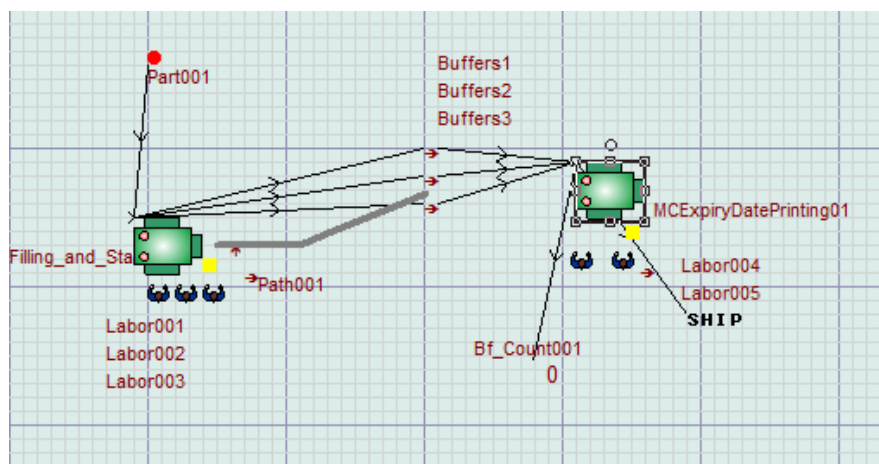 Part001
Buffers1
Buffers2
Buffers3
MCExpiryDatePrinting01
Filling_and_Sta
Path001
Labor001
Labor002
Labor003
Labor004
Labor005
SHIP
Bf_Count001
0